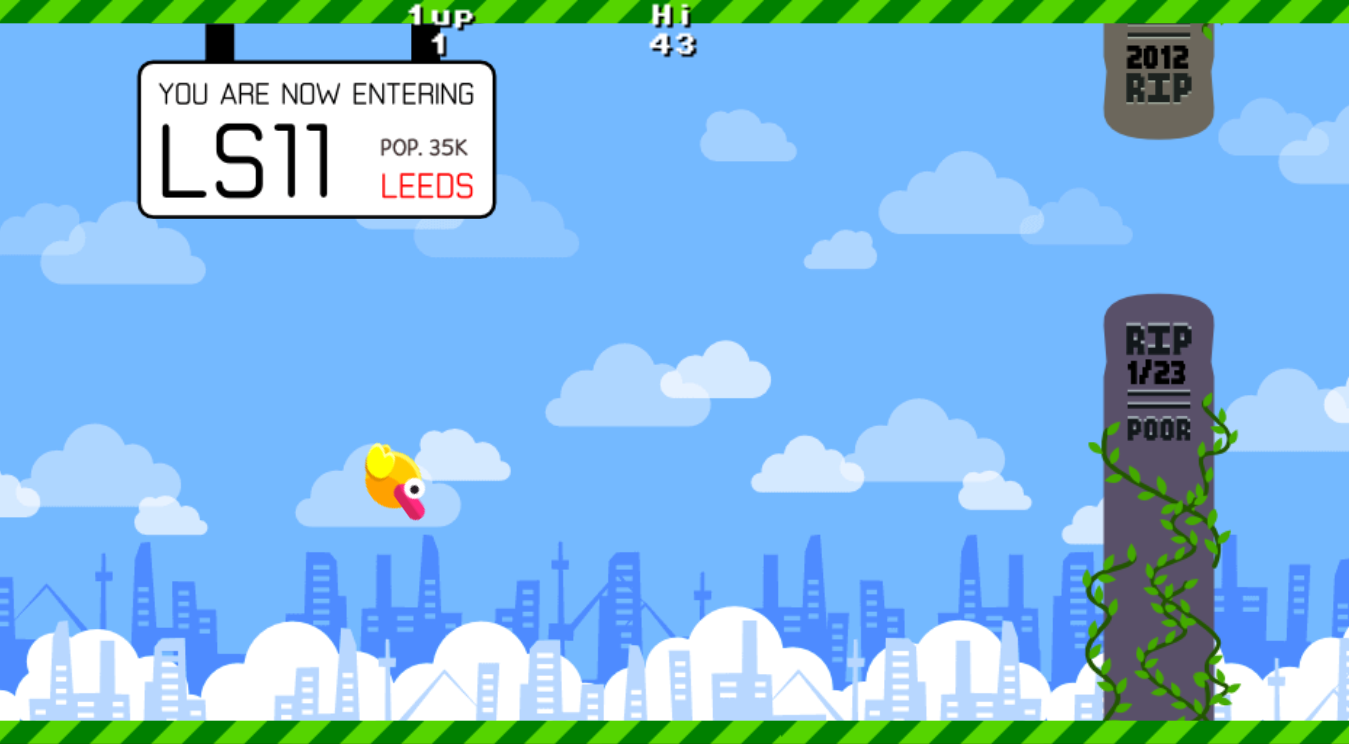 1up
1
Hi
43
YOU ARE NOW ENTERING
LS11
POP. 35K
LEEDS
2012
RIP
RIP
1/23
POOR